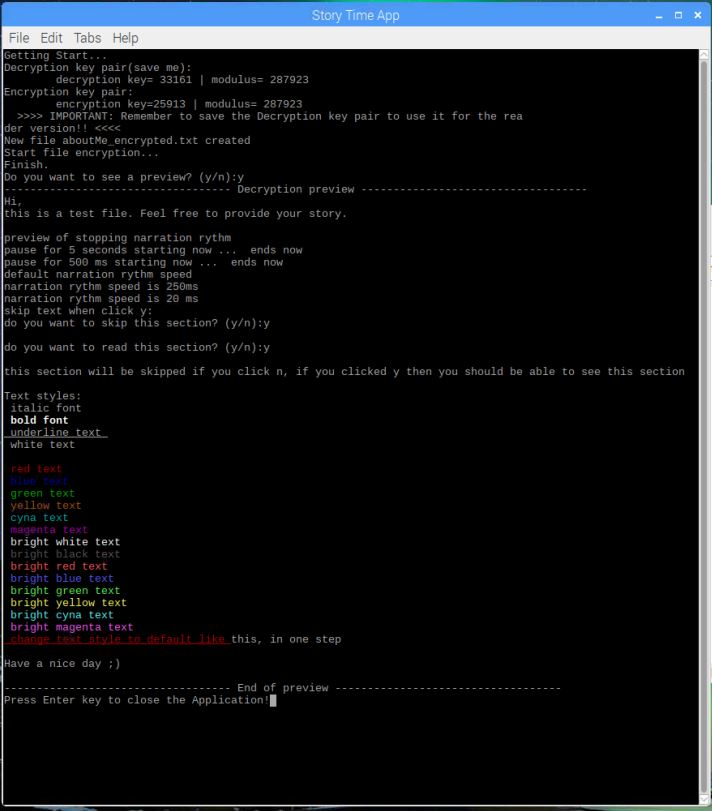 Story Time App
File Edit Tabs Help
Getting Start...
Decryption key pair(save me):
decryption key= 33161 | modulus= 287923
Encryption key pair:
encryption key=25913 | modulus= 287923
>>>> IMPORTANT: Remember to save the Decryption key pair to use it for the rea
der version!! <<<<
New file aboutMe_encrypted.txt created
Start file encryption...
Finish.
Do you want to see a preview? (y/n):y
----------------------------------- Decryption preview -----------------------------------
Hi,
this is a test file. Feel free to provide your story.
preview of stopping narration rythm
pause for 5 seconds starting now ...  ends now
pause for 500 ms starting now ...  ends now
default narration rythm speed
narration rythm speed is 250ms
narration rythm speed is 20 ms
skip text when click y:
do you want to skip this section? (y/n):y
do you want to read this section? (y/n):y
this section will be skipped if you click n, if you clicked y then you should be able to see this section
Text styles:
italic font
bold font
underline text
white text
red text
blue text
green text
yellow text
cyna text
magenta text
bright white text
bright black text
bright red text
bright blue text
bright green text
bright yellow text
bright cyna text
bright magenta text
change text style to default like this, in one step
Have a nice day ;)
----------------------------------- End of preview -----------------------------------
Press Enter key to close the Application!